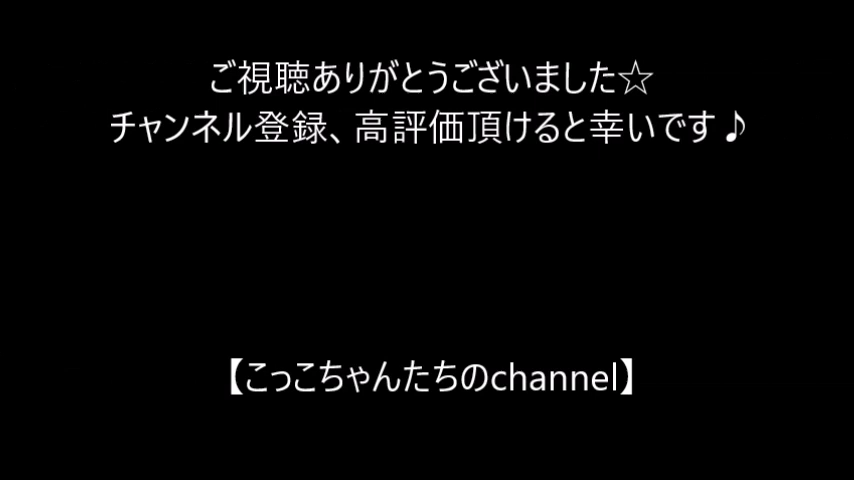 ご視聴ありがとうございました☆
チャンネル登録、高評価頂けると幸いです♪
【こっこちゃんたちのchannel】